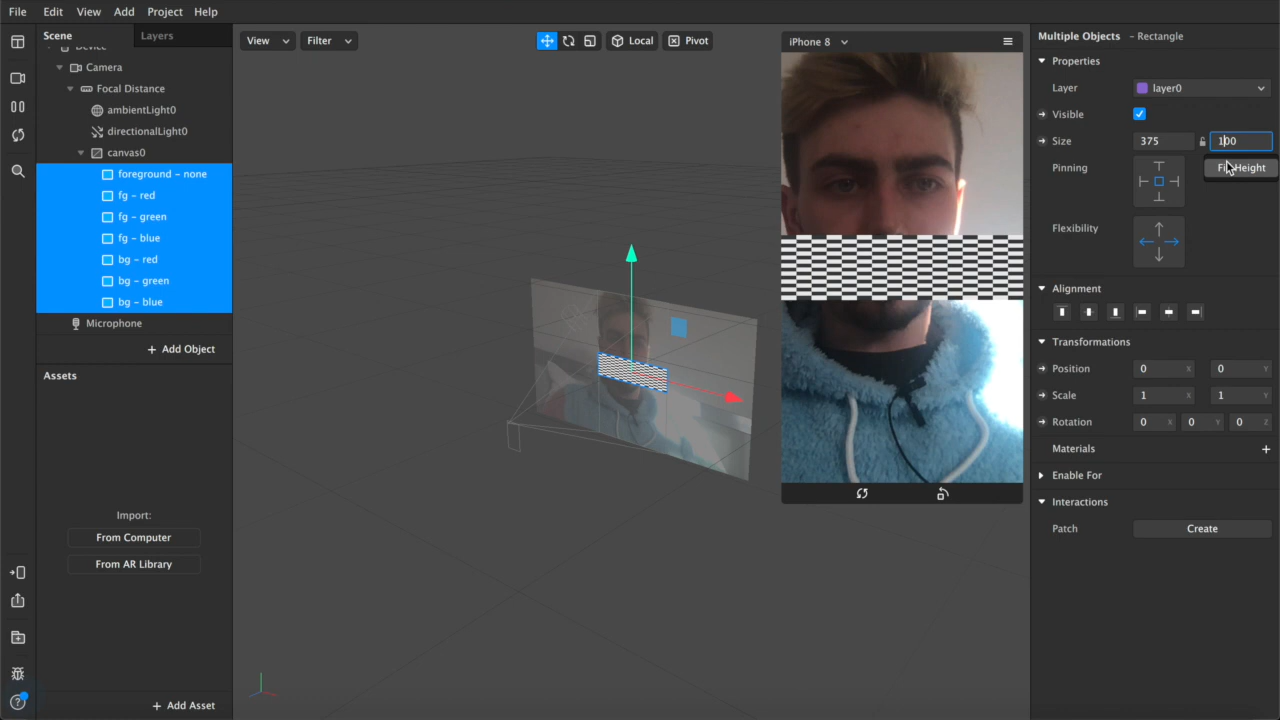 File Edit View Add Project Help
Scene Layers
View Filter Local Pivot
iPhone 8
Multiple Objects - Rectangle
Device
Camera
Focal Distance
ambientLight0
directionalLight0
canvas0
foreground - none
fg - red
fg - green
fg - blue
bg - red
bg - green
bg - blue
Microphone
+ Add Object
Assets
Import:
From Computer
From AR Library
+ Add Asset
Properties
Layer layer0
Visible
Size 375 100
Pinning Height
Flexibility
Alignment
Transformations
Position 0 X 0 Y
Scale 1 X 1 Y
Rotation 0 X 0 Y 0 Z
Materials +
Enable For
Interactions
Patch Create